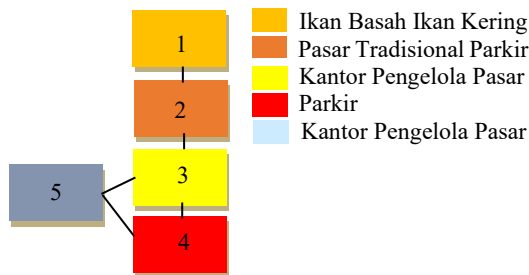 1
2
3
4
5
Ikan Basah Ikan Kering
Pasar Tradisional Parkir
Kantor Pengelola Pasar
Parkir
Kantor Pengelola Pasar